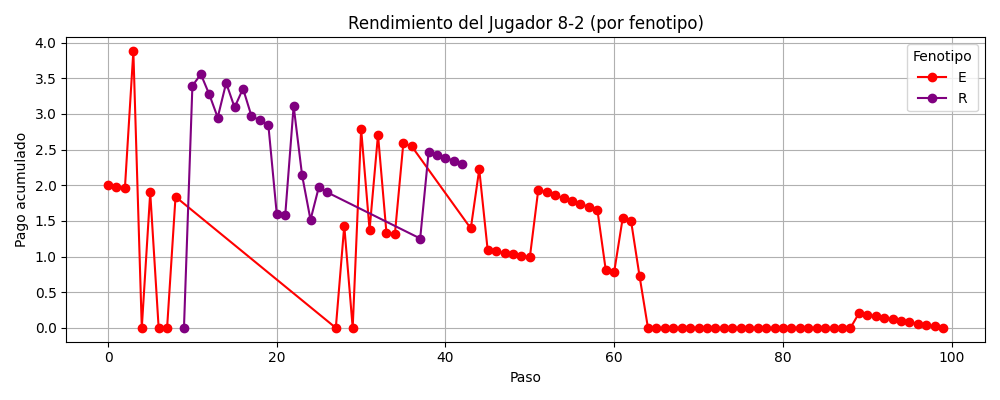 Rendimiento del Jugador 8-2 (por fenotipo)
Pago acumulado
4.0
3.5
3.0
2.5
2.0
1.5
1.0
0.5
0.0
Fenotipo
E
R
0 20 40 60 80 100
Paso